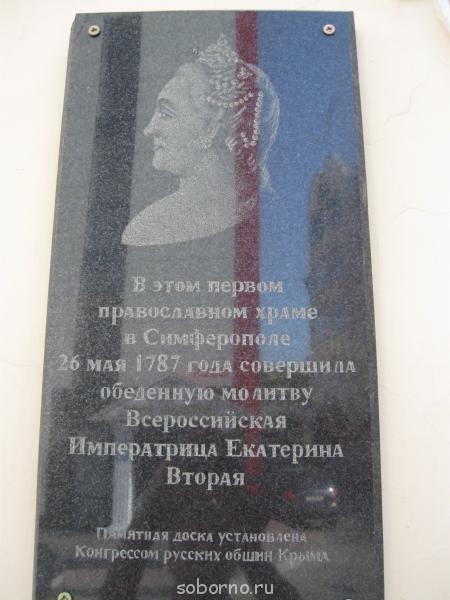 В этом первом
православном храме
в Симферополе
26 мая 1787 года совершила
обеденную молитву
Всероссийская
Императрица Екатерина
Вторая
Памятная доска установлена
Конгрессом русских общин Крыма
soborno.ru